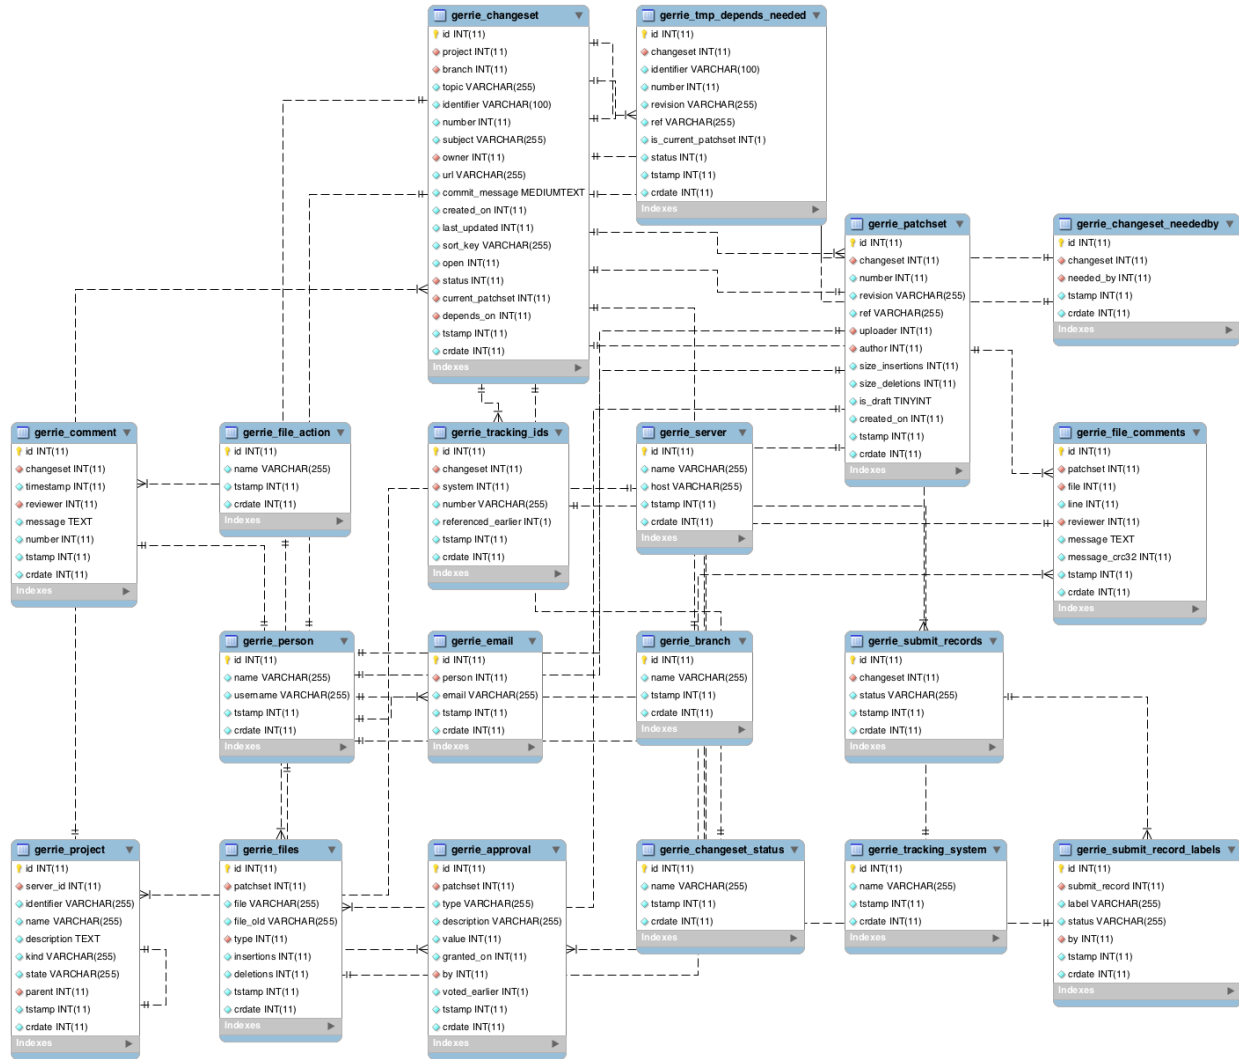 gerrie_changeset
id INT(11)
project INT(11)
branch INT(11)
topic VARCHAR(255)
identifier VARCHAR(100)
number INT(11)
subject VARCHAR(255)
owner INT(11)
url VARCHAR(255)
commit_message MEDIUMTEXT
created_on INT(11)
last_updated INT(11)
sort_key VARCHAR(255)
open INT(11)
status INT(11)
current_patchset INT(11)
depends_on INT(11)
tstamp INT(11)
crdate INT(11)
Indexes
gerrie_tmp_depends_needed
id INT(11)
changeset INT(11)
identifier VARCHAR(100)
number INT(11)
revision VARCHAR(255)
ref VARCHAR(255)
is_current_patchset INT(1)
status INT(1)
tstamp INT(11)
crdate INT(11)
Indexes
gerrie_patchset
id INT(11)
changeset INT(11)
number INT(11)
revision VARCHAR(255)
ref VARCHAR(255)
uploader INT(11)
author INT(11)
size_insertions INT(11)
size_deletions INT(11)
is_draft TINYINT
created_on INT(11)
tstamp INT(11)
crdate INT(11)
Indexes
gerrie_changeset_neededby
id INT(11)
changeset INT(11)
needed_by INT(11)
tstamp INT(11)
crdate INT(11)
Indexes
gerrie_comment
id INT(11)
changeset INT(11)
timestamp INT(11)
reviewer INT(11)
message TEXT
number INT(11)
tstamp INT(11)
crdate INT(11)
Indexes
gerrie_file_action
id INT(11)
name VARCHAR(255)
tstamp INT(11)
crdate INT(11)
Indexes
gerrie_tracking_ids
id INT(11)
changeset INT(11)
system INT(11)
number VARCHAR(255)
referenced_earlier INT(1)
tstamp INT(11)
crdate INT(11)
Indexes
gerrie_server
id INT(11)
name VARCHAR(255)
host VARCHAR(255)
tstamp INT(11)
crdate INT(11)
Indexes
gerrie_file_comments
id INT(11)
patchset INT(11)
file INT(11)
line INT(11)
reviewer INT(11)
message TEXT
message_crc32 INT(11)
tstamp INT(11)
crdate INT(11)
Indexes
gerrie_person
id INT(11)
name VARCHAR(255)
username VARCHAR(255)
tstamp INT(11)
crdate INT(11)
Indexes
gerrie_email
id INT(11)
person INT(11)
email VARCHAR(255)
tstamp INT(11)
crdate INT(11)
Indexes
gerrie_branch
id INT(11)
name VARCHAR(255)
tstamp INT(11)
crdate INT(11)
Indexes
gerrie_submit_records
id INT(11)
changeset INT(11)
status VARCHAR(255)
tstamp INT(11)
crdate INT(11)
Indexes
gerrie_project
id INT(11)
server_id INT(11)
identifier VARCHAR(255)
name VARCHAR(255)
description TEXT
kind VARCHAR(255)
state VARCHAR(255)
parent INT(11)
tstamp INT(11)
crdate INT(11)
Indexes
gerrie_files
id INT(11)
patchset INT(11)
file VARCHAR(255)
file_old VARCHAR(255)
type INT(11)
insertions INT(11)
deletions INT(11)
tstamp INT(11)
crdate INT(11)
Indexes
gerrie_approval
id INT(11)
patchset INT(11)
type VARCHAR(255)
description VARCHAR(255)
value INT(11)
granted_on INT(11)
by INT(11)
voted_earlier INT(1)
tstamp INT(11)
crdate INT(11)
Indexes
gerrie_changeset_status
id INT(11)
name VARCHAR(255)
tstamp INT(11)
crdate INT(11)
Indexes
gerrie_tracking_system
id INT(11)
name VARCHAR(255)
tstamp INT(11)
crdate INT(11)
Indexes
gerrie_submit_record_labels
id INT(11)
submit_record INT(11)
label VARCHAR(255)
status VARCHAR(255)
by INT(11)
tstamp INT(11)
crdate INT(11)
Indexes